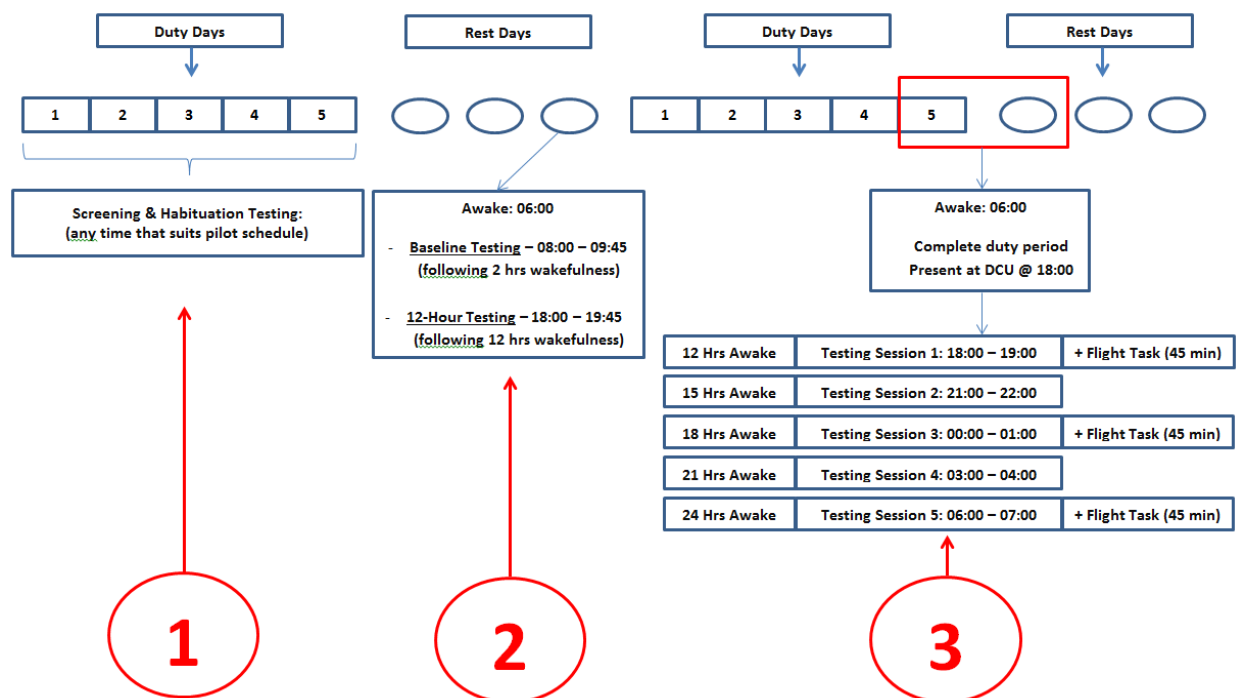 Duty Days
Rest Days
Duty Days
Rest Days
1
2
3
4
5
1
2
3
4
5
Screening & Habituation Testing:
(any time that suits pilot schedule)
Awake: 06:00
- Baseline Testing – 08:00 – 09:45
(following 2 hrs wakefulness)
- 12-Hour Testing – 18:00 – 19:45
(following 12 hrs wakefulness)
Awake: 06:00
Complete duty period
Present at DCU @ 18:00
12 Hrs Awake Testing Session 1: 18:00 – 19:00 + Flight Task (45 min)
15 Hrs Awake Testing Session 2: 21:00 – 22:00
18 Hrs Awake Testing Session 3: 00:00 – 01:00 + Flight Task (45 min)
21 Hrs Awake Testing Session 4: 03:00 – 04:00
24 Hrs Awake Testing Session 5: 06:00 – 07:00 + Flight Task (45 min)
1
2
3